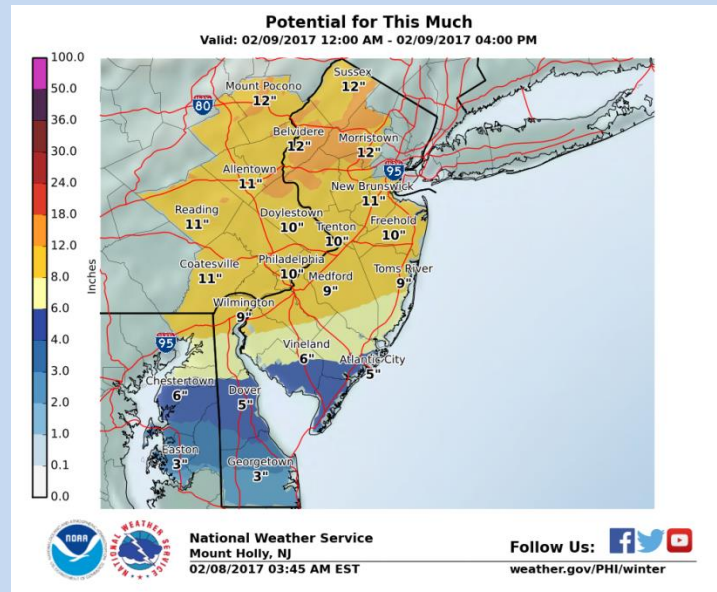 Potential for This Much
Valid: 02/09/2017 12:00 AM - 02/09/2017 04:00 PM
100.0
50.0
36.0
30.0
24.0
18.0
12.0
8.0
6.0
4.0
3.0
2.0
1.0
0.1
0.0
Inches
Sussex
12"
Mount Pocono
12"
80
Belvidere
12"
Morristown
12"
95
Allentown
11"
New Brunswick
11"
Reading
11"
Doylestown
10"
Trenton
10"
Freehold
10"
Coatesville
11"
Philadelphia
10"
Medford
9"
Toms River
9"
Wilmington
9"
95
Vineland
6"
Atlantic City
5"
Chestertown
6"
Dover
5"
Easton
3"
Georgetown
3"
NOAA
NATIONAL WEATHER SERVICE
National Weather Service
Mount Holly, NJ
02/08/2017 03:45 AM EST
Follow Us:
weather.gov/PHI/winter